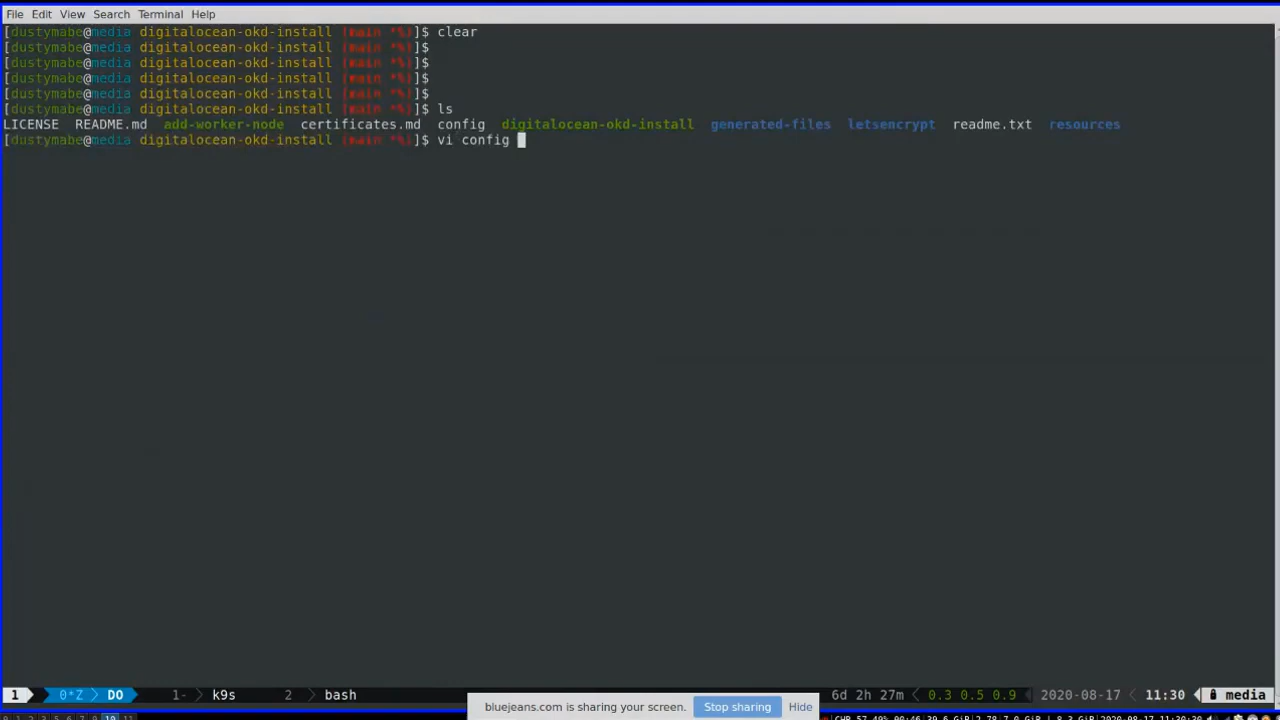 File Edit View Search Terminal Help
[dustymabe@media digitalocean-okd-install (main *%)]$ clear
[dustymabe@media digitalocean-okd-install (main *%)]$
[dustymabe@media digitalocean-okd-install (main *%)]$
[dustymabe@media digitalocean-okd-install (main *%)]$
[dustymabe@media digitalocean-okd-install (main *%)]$
[dustymabe@media digitalocean-okd-install (main *%)]$ ls
LICENSE README.md add-worker-node certificates.md config digitalocean-okd-install generated-files letsencrypt readme.txt resources
[dustymabe@media digitalocean-okd-install (main *%)]$ vi config
1 0*Z DO 1- k9s 2 bash 6d 2h 27m 0.3 0.5 0.9 2020-08-17 11:30 media
bluejeans.com is sharing your screen. Stop sharing Hide